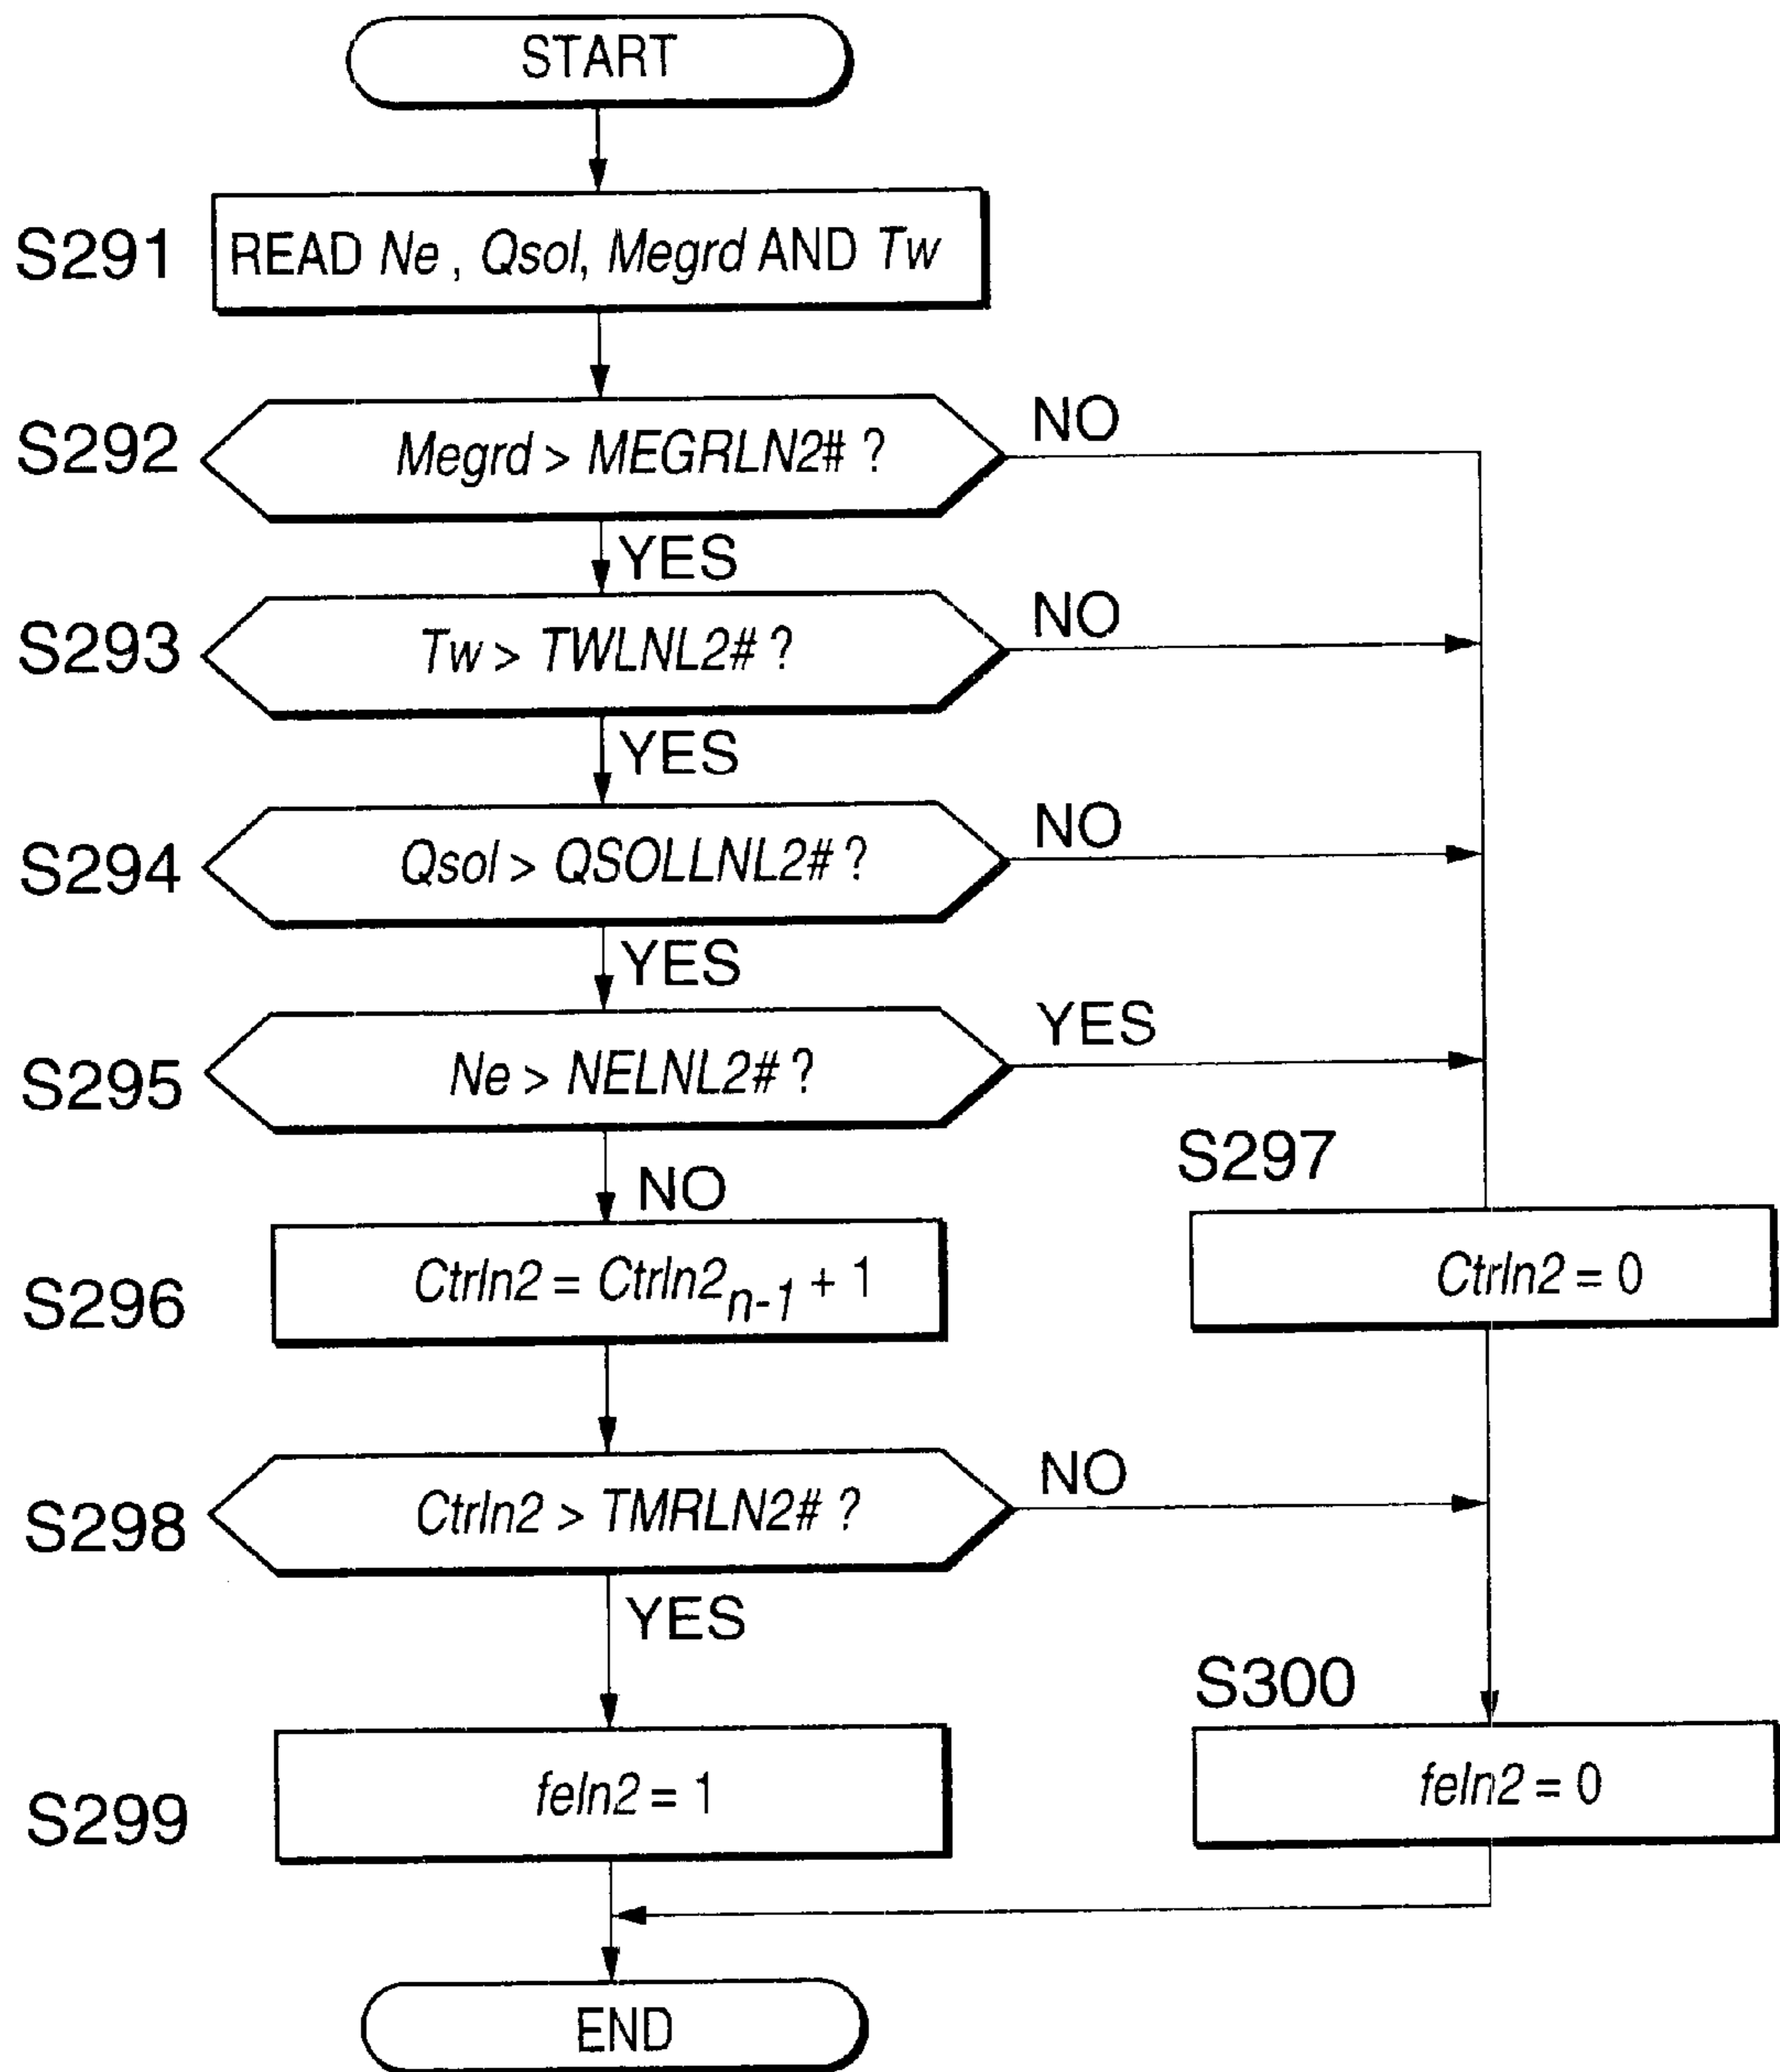 START
S291
READ Ne, Qsol, Megrd AND Tw
S292
Megrd > MEGRLN2# ?
NO
YES
S293
Tw > TWLNL2# ?
NO
YES
S294
Qsol > QSOLLNL2# ?
NO
YES
S295
Ne > NELNL2# ?
YES
NO
S296
Ctrln2 = Ctrln2n-1 + 1
S297
Ctrln2 = 0
S298
Ctrln2 > TMRLN2# ?
NO
YES
S299
feln2 = 1
S300
feln2 = 0
END